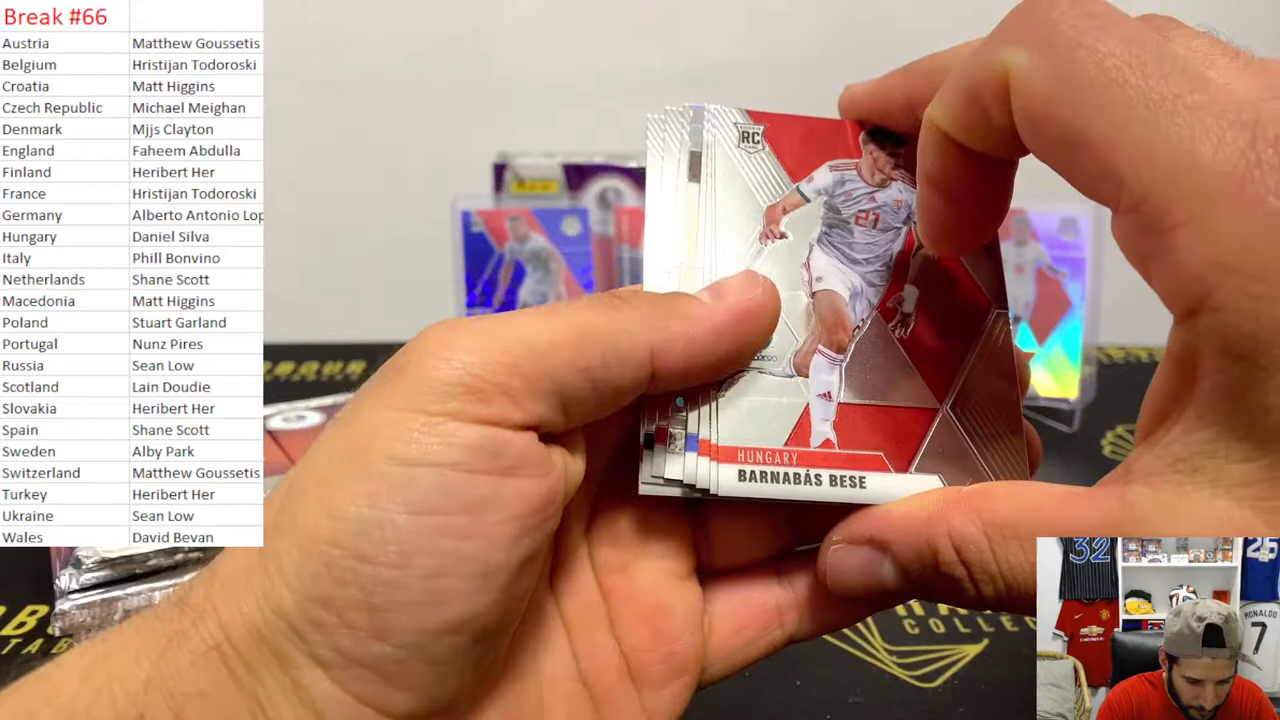 Break #66
Austria Matthew Goussetis
Belgium Hristijan Todoroski
Croatia Matt Higgins
Czech Republic Michael Meighan
Denmark Mjjs Clayton
England Faheem Abdulla
Finland Heribert Her
France Hristijan Todoroski
Germany Alberto Antonio Lop
Hungary Daniel Silva
Italy Phill Bonvino
Netherlands Shane Scott
Macedonia Matt Higgins
Poland Stuart Garland
Portugal Nunz Pires
Russia Sean Low
Scotland Lain Doudie
Slovakia Heribert Her
Spain Shane Scott
Sweden Alby Park
Switzerland Matthew Goussetis
Turkey Heribert Her
Ukraine Sean Low
Wales David Bevan
RC
21
HUNGARY
BARNABÁS BESE
COLLEC
32
25
RONALDO
7